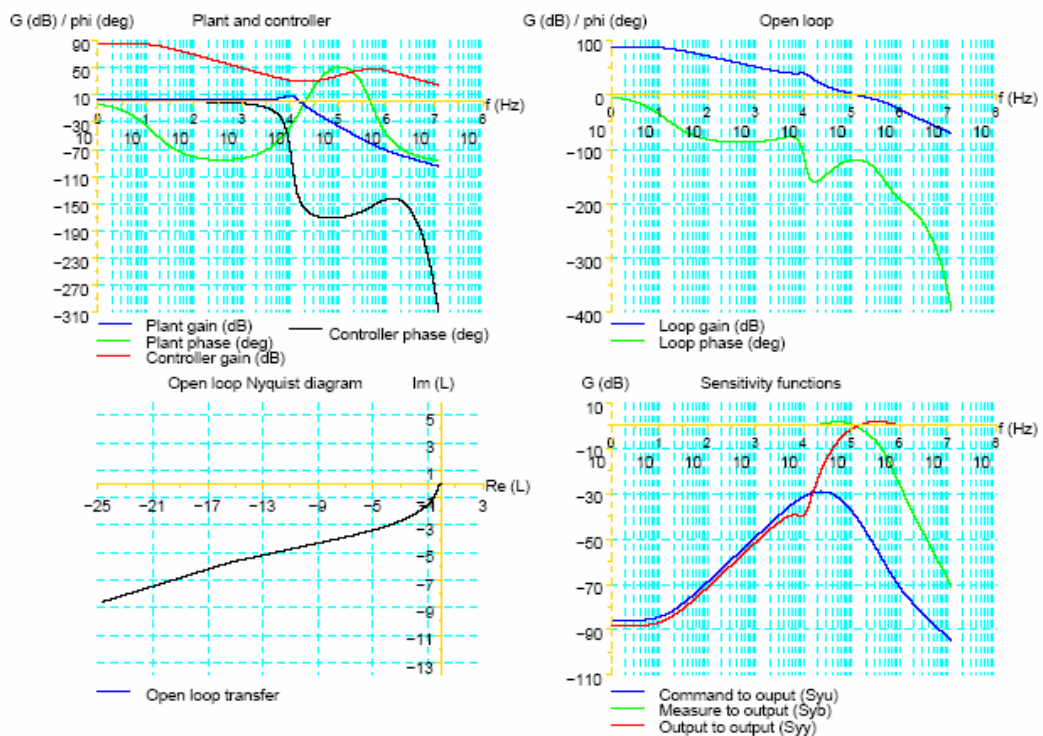 G (dB) / phi (deg)
Plant and controller
90
50
10
−30
−70
−110
−150
−190
−230
−270
−310
f (Hz)
0 1 2 3 4 5 6 7 8
10 10 10 10 10 10 10 10 10
Plant gain (dB)
Plant phase (deg)
Controller gain (dB)
Controller phase (deg)
G (dB) / phi (deg)
Open loop
100
0
−100
−200
−300
−400
f (Hz)
0 1 2 3 4 5 6 7 8
10 10 10 10 10 10 10 10 10
Loop gain (dB)
Loop phase (deg)
Open loop Nyquist diagram
Im (L)
5
3
1
−1
−3
−5
−7
−9
−11
−13
Re (L)
−25 −21 −17 −13 −9 −5 −1 3
Open loop transfer
G (dB)
Sensitivity functions
10
−10
−30
−50
−70
−90
−110
f (Hz)
0 1 2 3 4 5 6 7 8
10 10 10 10 10 10 10 10 10
Command to ouput (Syu)
Measure to output (Syb)
Output to output (Syy)